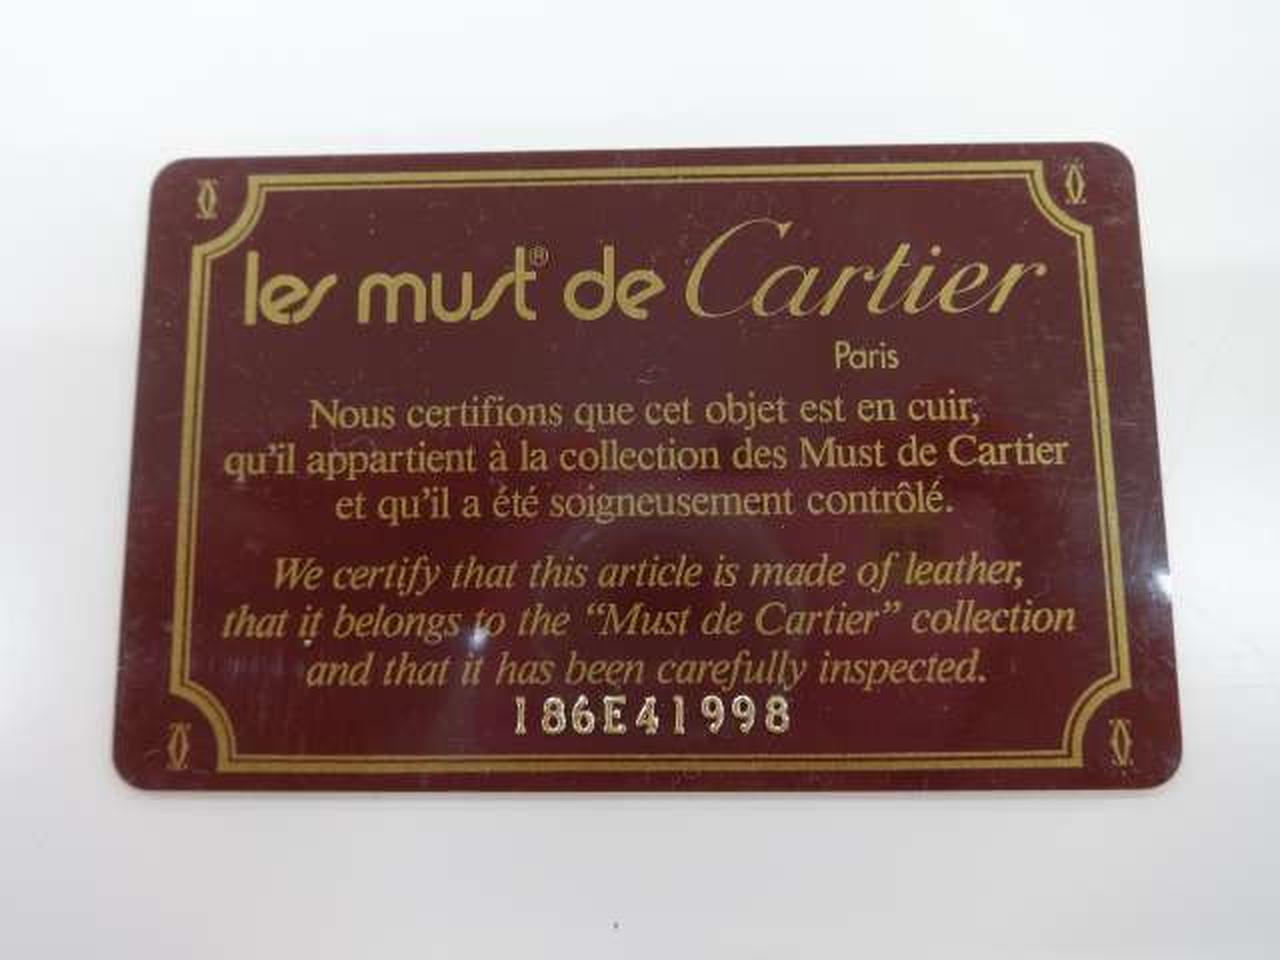 les must® de Cartier
Paris
Nous certifions que cet objet est en cuir,
qu'il appartient à la collection des Must de Cartier
et qu'il a été soigneusement contrôlé.
We certify that this article is made of leather,
that it belongs to the “Must de Cartier” collection
and that it has been carefully inspected.
186E41998